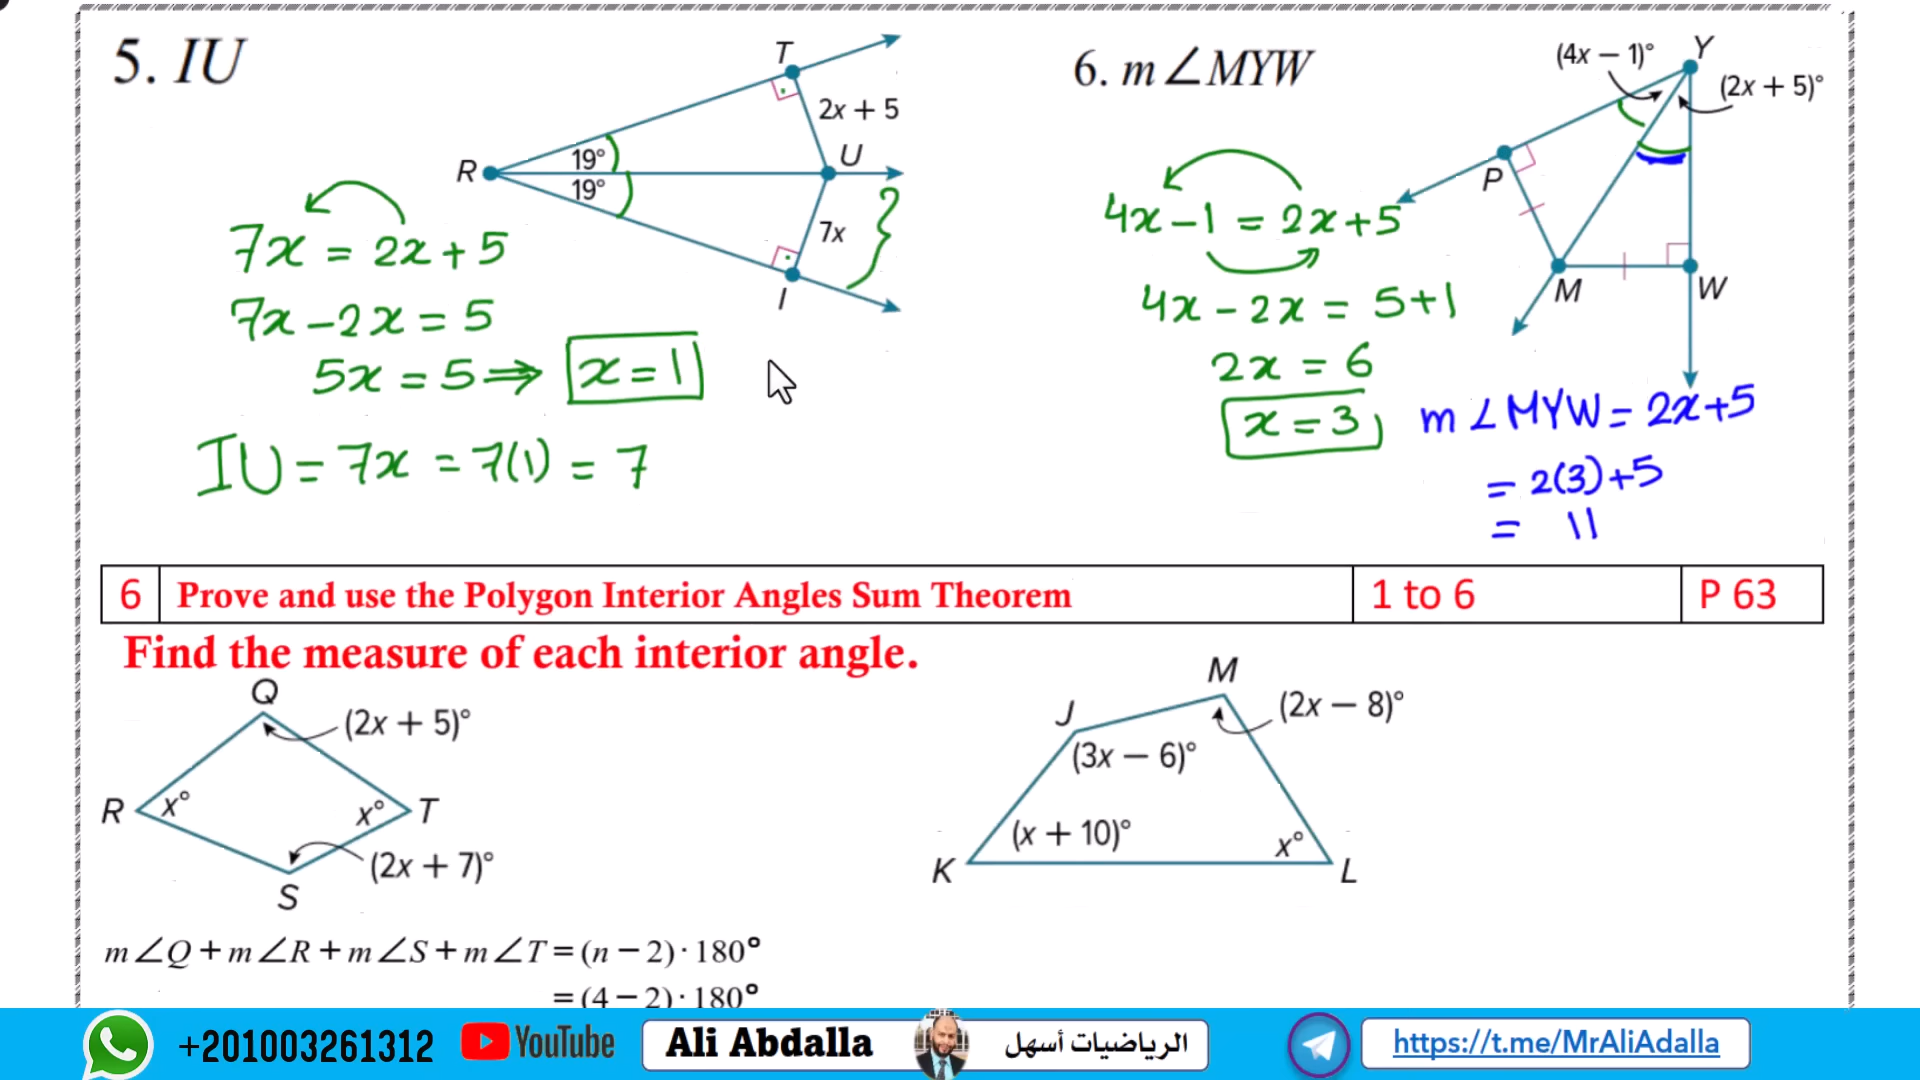 5. IU
T
2x + 5
U
R
19°
19°
7x
I
7x = 2x + 5
7x - 2x = 5
5x = 5 ⇒ x = 1
IU = 7x = 7(1) = 7
6. m∠MYW
(4x − 1)°
Y
(2x + 5)°
P
M
W
4x - 1 = 2x + 5
4x - 2x = 5 + 1
2x = 6
x = 3
m∠MYW = 2x + 5
= 2(3) + 5
= 11
6 Prove and use the Polygon Interior Angles Sum Theorem 1 to 6 P 63
Find the measure of each interior angle.
Q
(2x + 5)°
R
x°
x°
T
(2x + 7)°
S
M
J
(2x − 8)°
(3x − 6)°
(x + 10)°
x°
K
L
m∠Q + m∠R + m∠S + m∠T = (n − 2) · 180°
= (4 − 2) · 180°
+201003261312
YouTube
Ali Abdalla
الرياضيات أسهل
https://t.me/MrAliAdalla